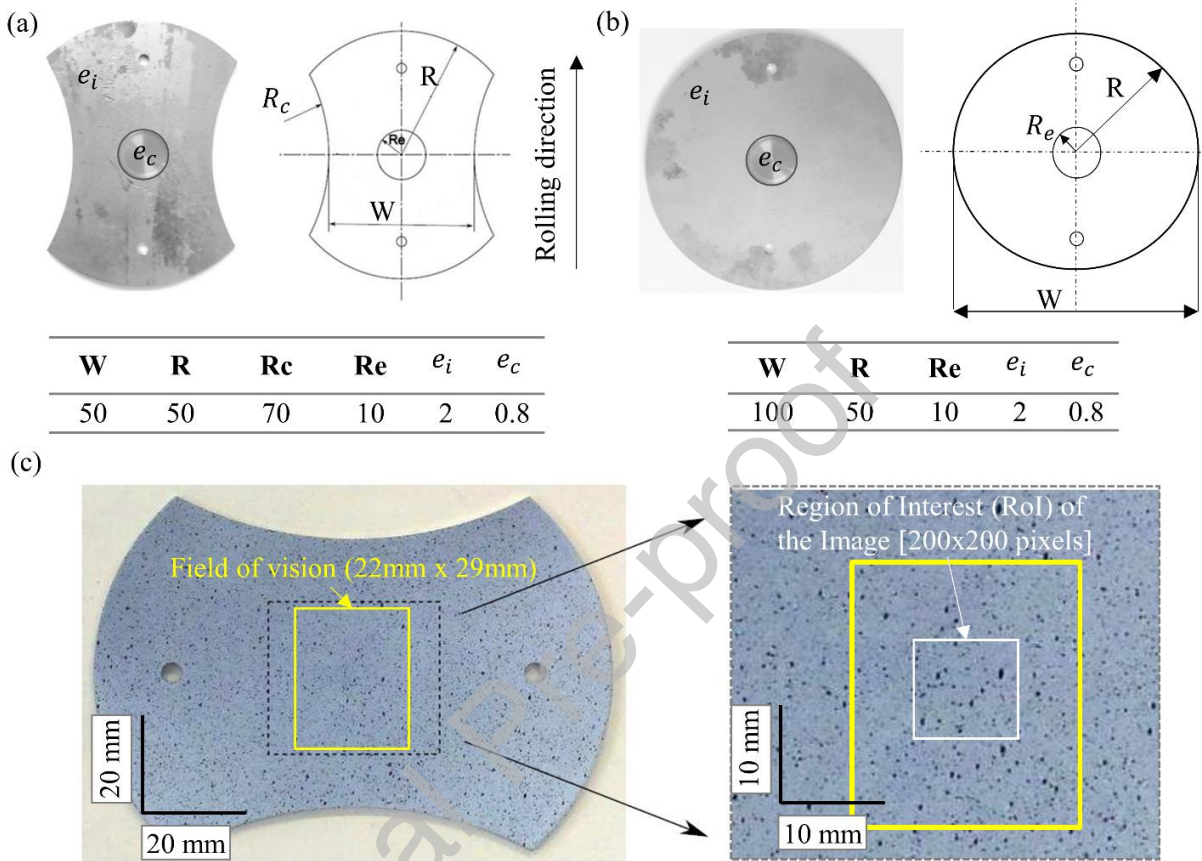 (a)
e_i
e_c
R_c
R
Re
W
Rolling direction
(b)
e_i
e_c
R_e
R
W
W R Rc Re e_i e_c
50 50 70 10 2 0.8
W R Re e_i e_c
100 50 10 2 0.8
(c)
Field of vision (22mm x 29mm)
20 mm
20 mm
Region of Interest (RoI) of
the Image [200x200 pixels]
10 mm
10 mm
al Pre-proof